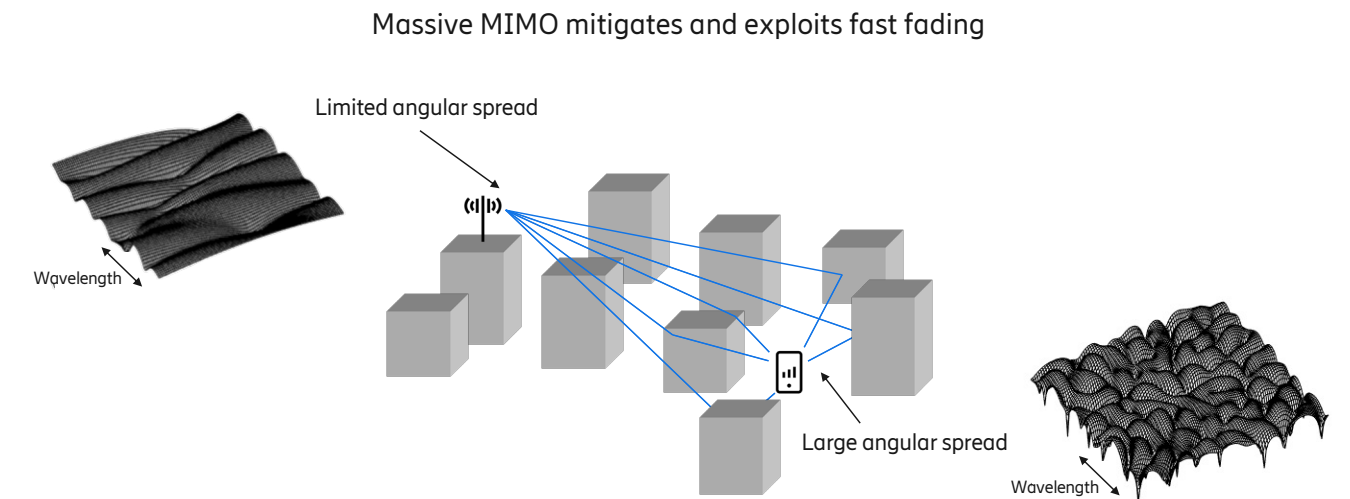 Massive MIMO mitigates and exploits fast fading
Limited angular spread
Wavelength
Large angular spread
Wavelength